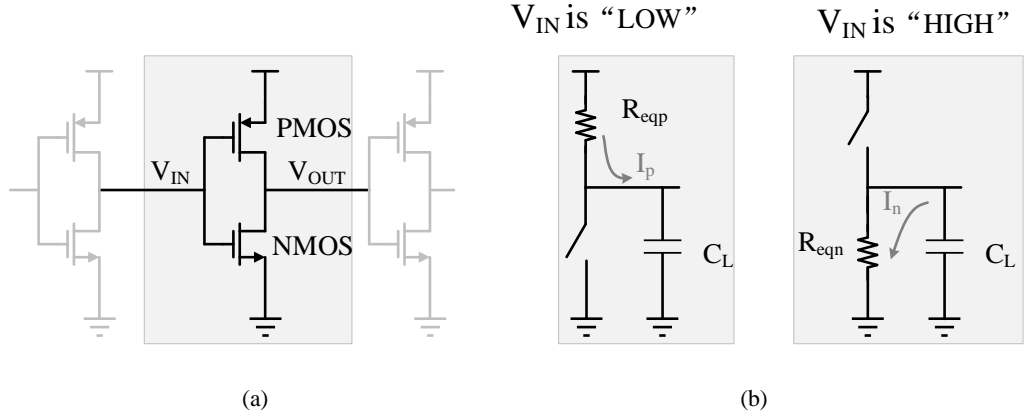 V_IN is “LOW”
V_IN is “HIGH”
PMOS
V_IN
V_OUT
NMOS
R_eqp
I_p
C_L
I_n
R_eqn
C_L
(a)
(b)